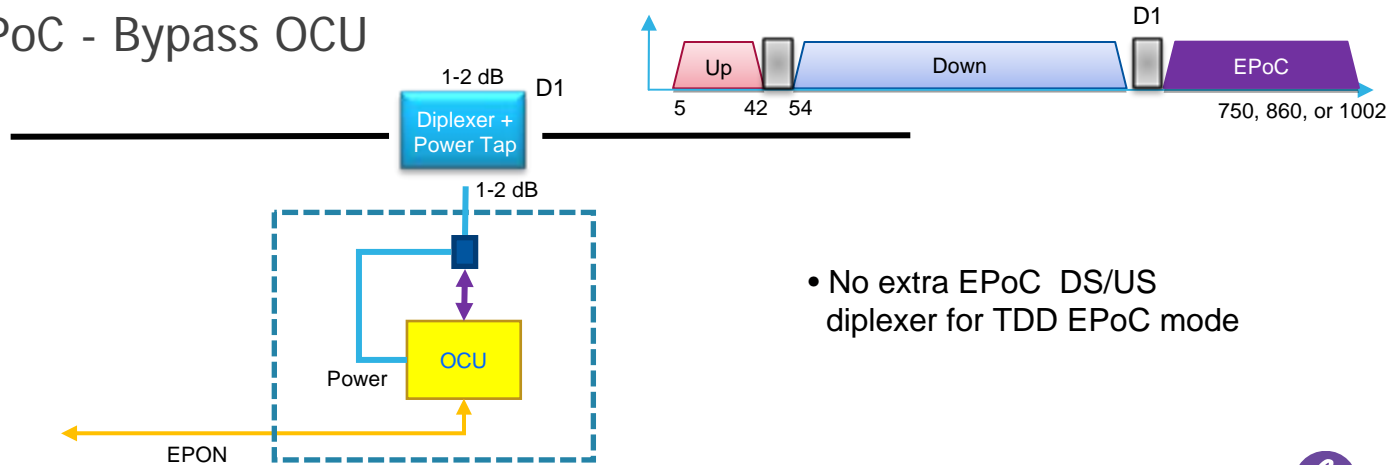 PoC - Bypass OCU
D1
Up
Down
EPoC
5
42
54
750, 860, or 1002
1-2 dB
D1
Diplexer +
Power Tap
1-2 dB
• No extra EPoC DS/US
diplexer for TDD EPoC mode
OCU
Power
EPON